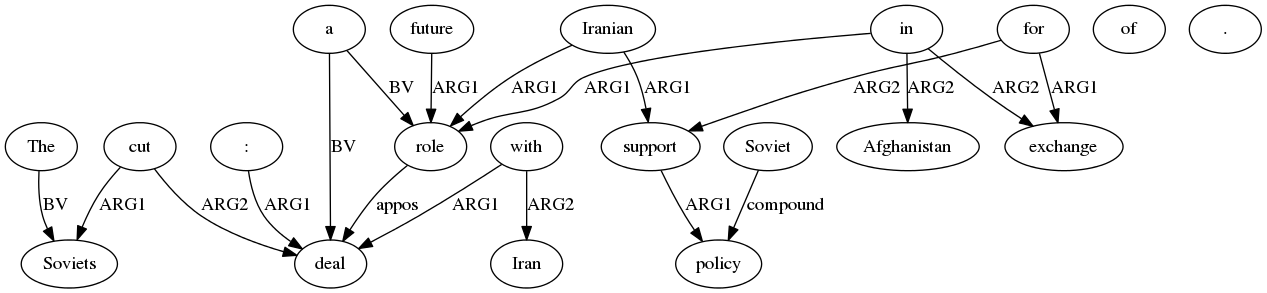 a future Iranian in for of .
BV ARG1 ARG1 ARG1 ARG1 ARG2 ARG2 ARG2 ARG1
The cut : role with support Soviet Afghanistan exchange
BV
BV ARG1 ARG2 ARG1 appos ARG1 ARG2 ARG1 compound
Soviets deal Iran policy